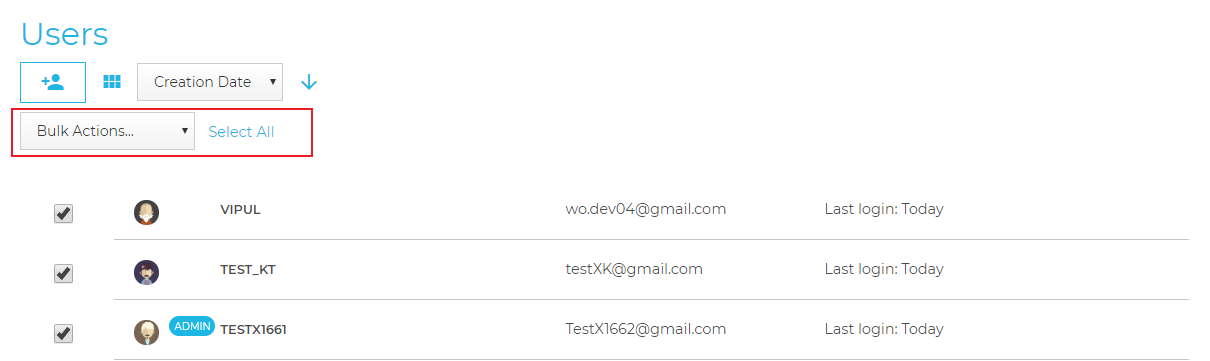 Users
Creation Date
Bulk Actions... Select All
VIPUL wo.dev04@gmail.com Last login: Today
TEST_KT testXK@gmail.com Last login: Today
ADMIN TESTX1661 TestX1662@gmail.com Last login: Today